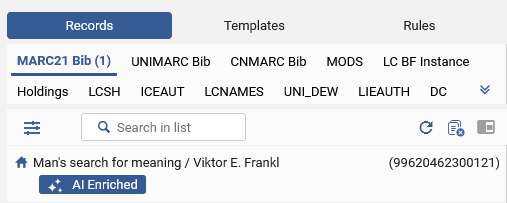 Records Templates Rules
MARC21 Bib (1) UNIMARC Bib CNMARC Bib MODS LC BF Instance
Holdings LCSH ICEAUT LCNAMES UNI_DEW LIEAUTH DC
Search in list
Man's search for meaning / Viktor E. Frankl (99620462300121)
AI Enriched